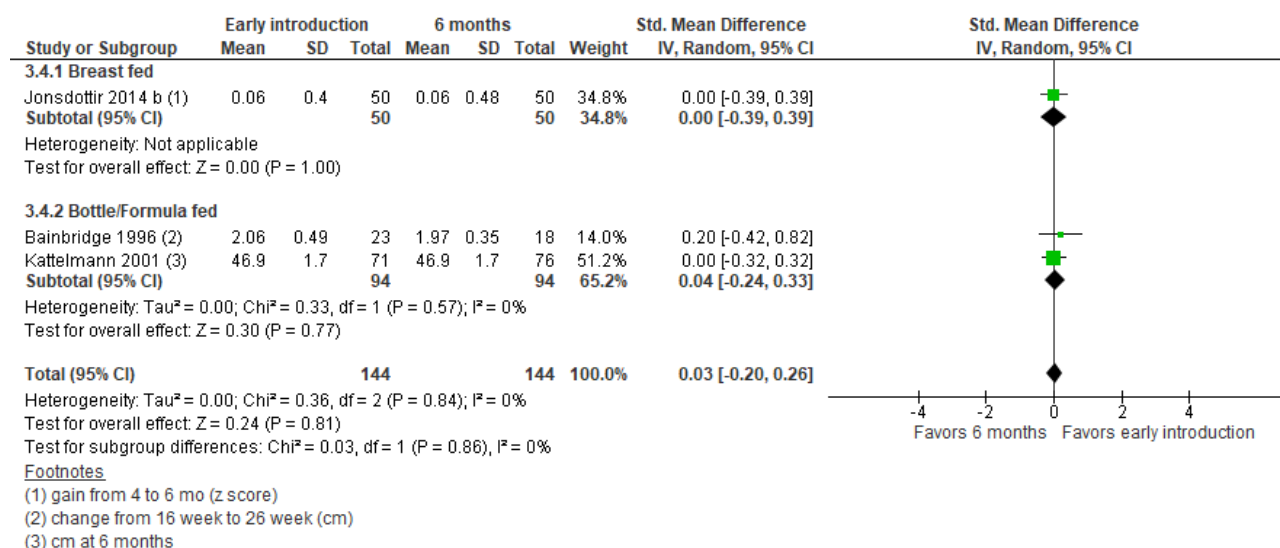 Early introduction 6 months Std. Mean Difference Std. Mean Difference
Study or Subgroup Mean SD Total Mean SD Total Weight IV, Random, 95% CI IV, Random, 95% CI
3.4.1 Breast fed
Jonsdottir 2014 b (1) 0.06 0.4 50 0.06 0.48 50 34.8% 0.00 [-0.39, 0.39]
Subtotal (95% CI) 50 50 34.8% 0.00 [-0.39, 0.39]
Heterogeneity: Not applicable
Test for overall effect: Z = 0.00 (P = 1.00)
3.4.2 Bottle/Formula fed
Bainbridge 1996 (2) 2.06 0.49 23 1.97 0.35 18 14.0% 0.20 [-0.42, 0.82]
Kattelmann 2001 (3) 46.9 1.7 71 46.9 1.7 76 51.2% 0.00 [-0.32, 0.32]
Subtotal (95% CI) 94 94 65.2% 0.04 [-0.24, 0.33]
Heterogeneity: Tau² = 0.00; Chi² = 0.33, df = 1 (P = 0.57); I² = 0%
Test for overall effect: Z = 0.30 (P = 0.77)
Total (95% CI) 144 144 100.0% 0.03 [-0.20, 0.26]
Heterogeneity: Tau² = 0.00; Chi² = 0.36, df = 2 (P = 0.84); I² = 0%
Test for overall effect: Z = 0.24 (P = 0.81)
Test for subgroup differences: Chi² = 0.03, df = 1 (P = 0.86), I² = 0%
-4 -2 0 2 4
Favors 6 months Favors early introduction
Footnotes
(1) gain from 4 to 6 mo (z score)
(2) change from 16 week to 26 week (cm)
(3) cm at 6 months